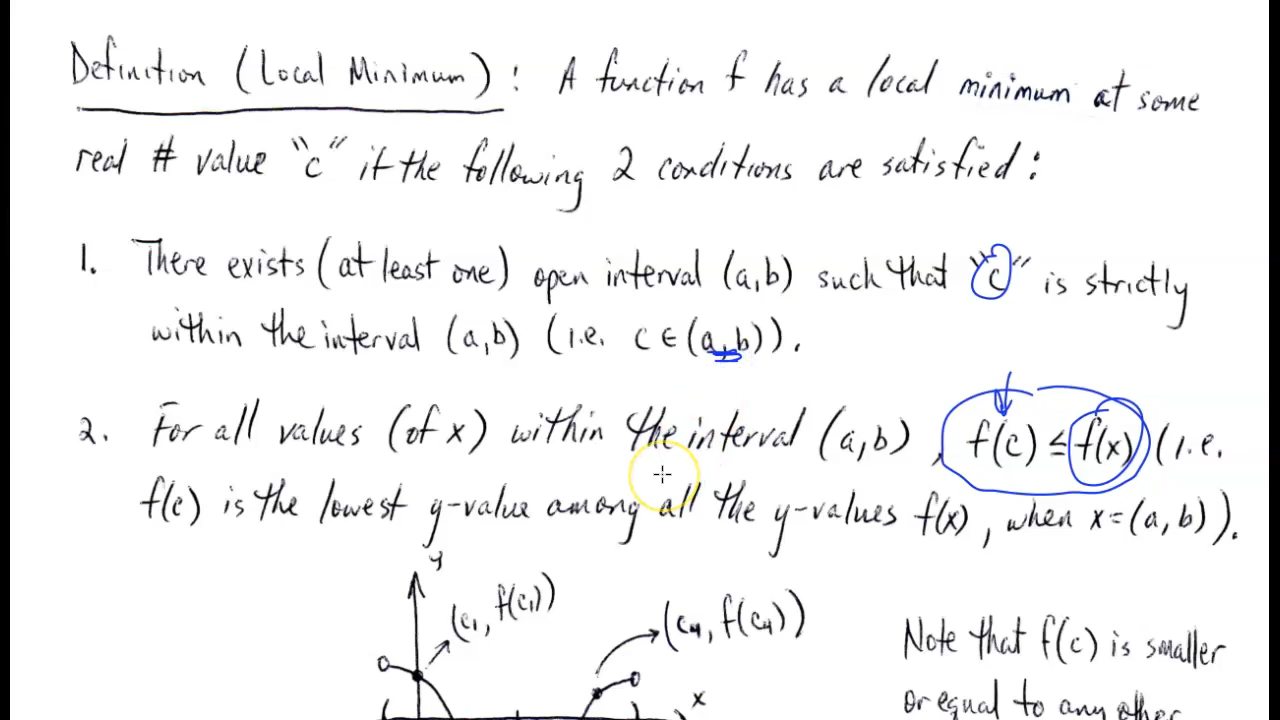 Definition (Local Minimum) : A function f has a local minimum at some
real # value "c" if the following 2 conditions are satisfied :
1. There exists (at least one) open interval (a,b) such that "c" is strictly
within the interval (a,b) (i.e. c ∈ (a,b)).
2. For all values (of x) within the interval (a,b), f(c) ≤ f(x) (i.e.
f(c) is the lowest y-value among all the y-values f(x), when x=(a,b)).
y
(c₁, f(c₁))
(c₄, f(c₄))
x
Note that f(c) is smaller
or equal to any other